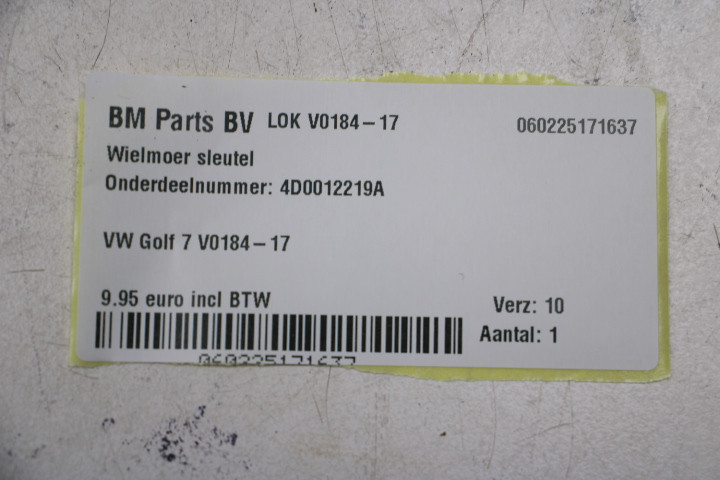 BM Parts BV LOK V0184-17 060225171637
Wielmoer sleutel
Onderdeelnummer: 4D0012219A
VW Golf 7 V0184-17
9.95 euro incl BTW Verz: 10
Aantal: 1
060225171637